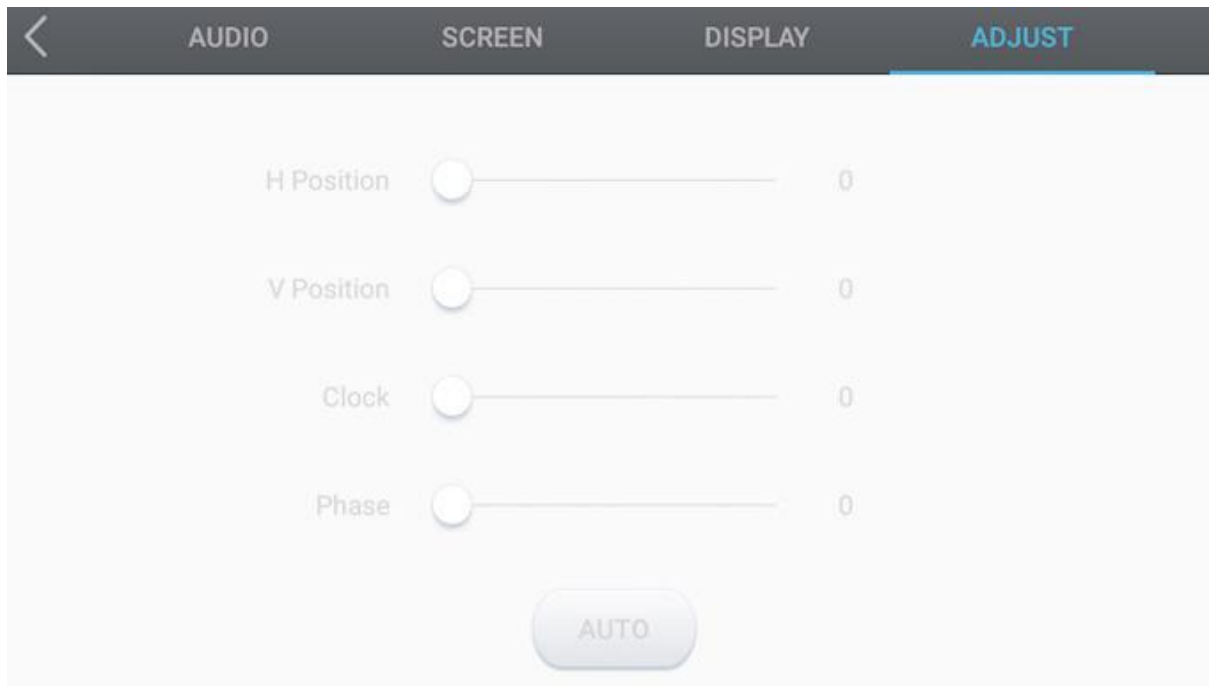 AUDIO SCREEN DISPLAY ADJUST
H Position 0
V Position 0
Clock 0
Phase 0
AUTO